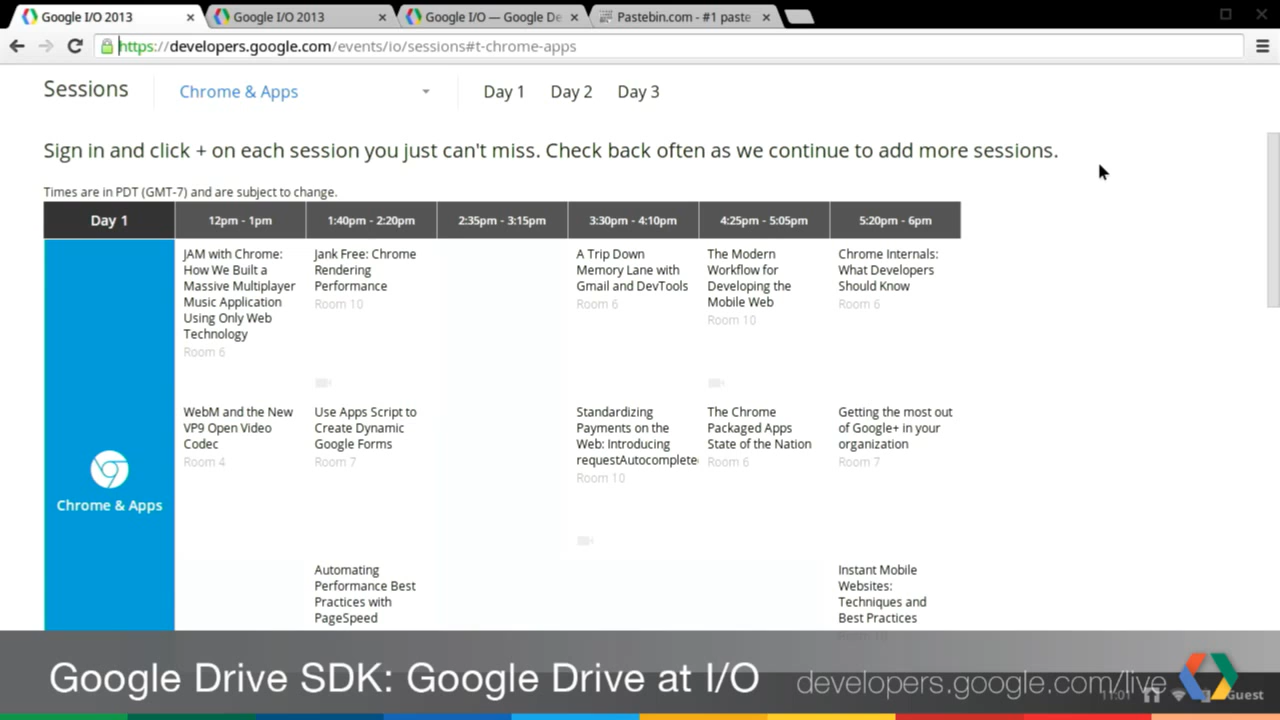 Google I/O 2013
Google I/O 2013
Google I/O — Google De
Pastebin.com - #1 paste
https://developers.google.com/events/io/sessions#t-chrome-apps
Sessions
Chrome & Apps
Day 1
Day 2
Day 3
Sign in and click + on each session you just can't miss. Check back often as we continue to add more sessions.
Times are in PDT (GMT-7) and are subject to change.
Day 1
12pm - 1pm
1:40pm - 2:20pm
2:35pm - 3:15pm
3:30pm - 4:10pm
4:25pm - 5:05pm
5:20pm - 6pm
Chrome & Apps
JAM with Chrome:
How We Built a
Massive Multiplayer
Music Application
Using Only Web
Technology
Room 6
Jank Free: Chrome
Rendering
Performance
Room 10
A Trip Down
Memory Lane with
Gmail and DevTools
Room 6
The Modern
Workflow for
Developing the
Mobile Web
Room 10
Chrome Internals:
What Developers
Should Know
Room 6
WebM and the New
VP9 Open Video
Codec
Room 4
Use Apps Script to
Create Dynamic
Google Forms
Room 7
Standardizing
Payments on the
Web: Introducing
requestAutocomplete
Room 10
The Chrome
Packaged Apps
State of the Nation
Room 6
Getting the most out
of Google+ in your
organization
Room 7
Automating
Performance Best
Practices with
PageSpeed
Instant Mobile
Websites:
Techniques and
Best Practices
Room 10
Google Drive SDK: Google Drive at I/O
developers.google.com/live
11:01
Guest